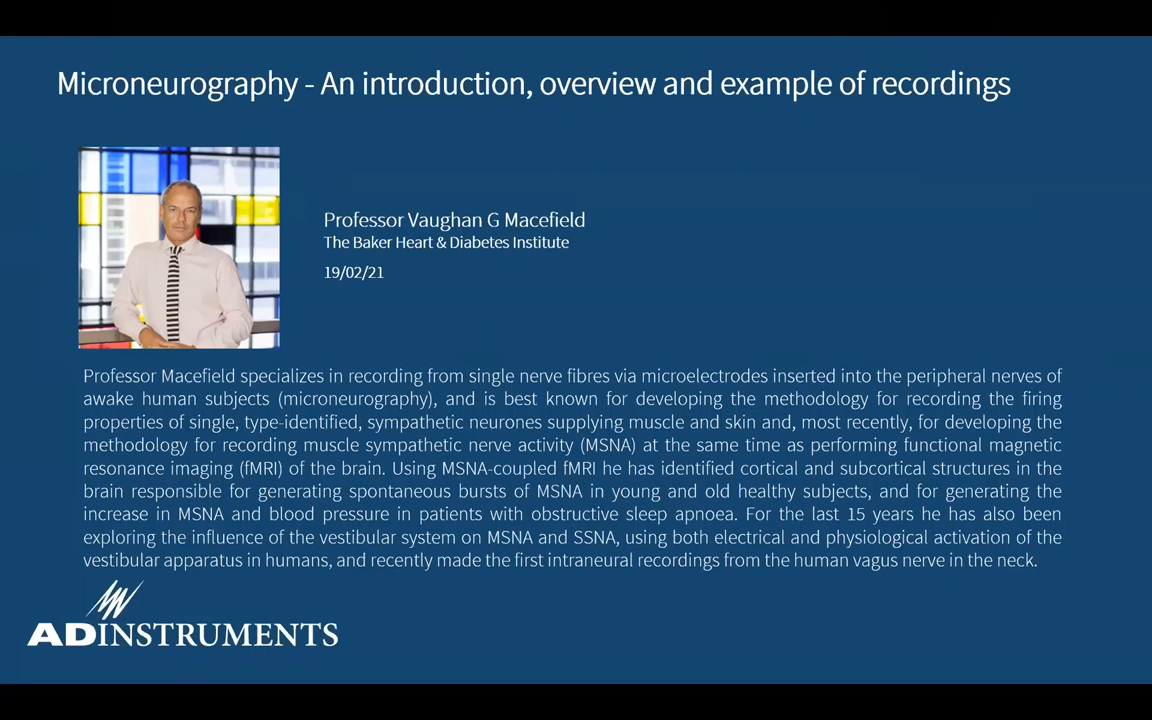 Microneurography - An introduction, overview and example of recordings
Professor Vaughan G Macefield
The Baker Heart & Diabetes Institute
19/02/21
Professor Macefield specializes in recording from single nerve fibres via microelectrodes inserted into the peripheral nerves of
awake human subjects (microneurography), and is best known for developing the methodology for recording the firing
properties of single, type-identified, sympathetic neurones supplying muscle and skin and, most recently, for developing the
methodology for recording muscle sympathetic nerve activity (MSNA) at the same time as performing functional magnetic
resonance imaging (fMRI) of the brain. Using MSNA-coupled fMRI he has identified cortical and subcortical structures in the
brain responsible for generating spontaneous bursts of MSNA in young and old healthy subjects, and for generating the
increase in MSNA and blood pressure in patients with obstructive sleep apnoea. For the last 15 years he has also been
exploring the influence of the vestibular system on MSNA and SSNA, using both electrical and physiological activation of the
vestibular apparatus in humans, and recently made the first intraneural recordings from the human vagus nerve in the neck.
ADINSTRUMENTS